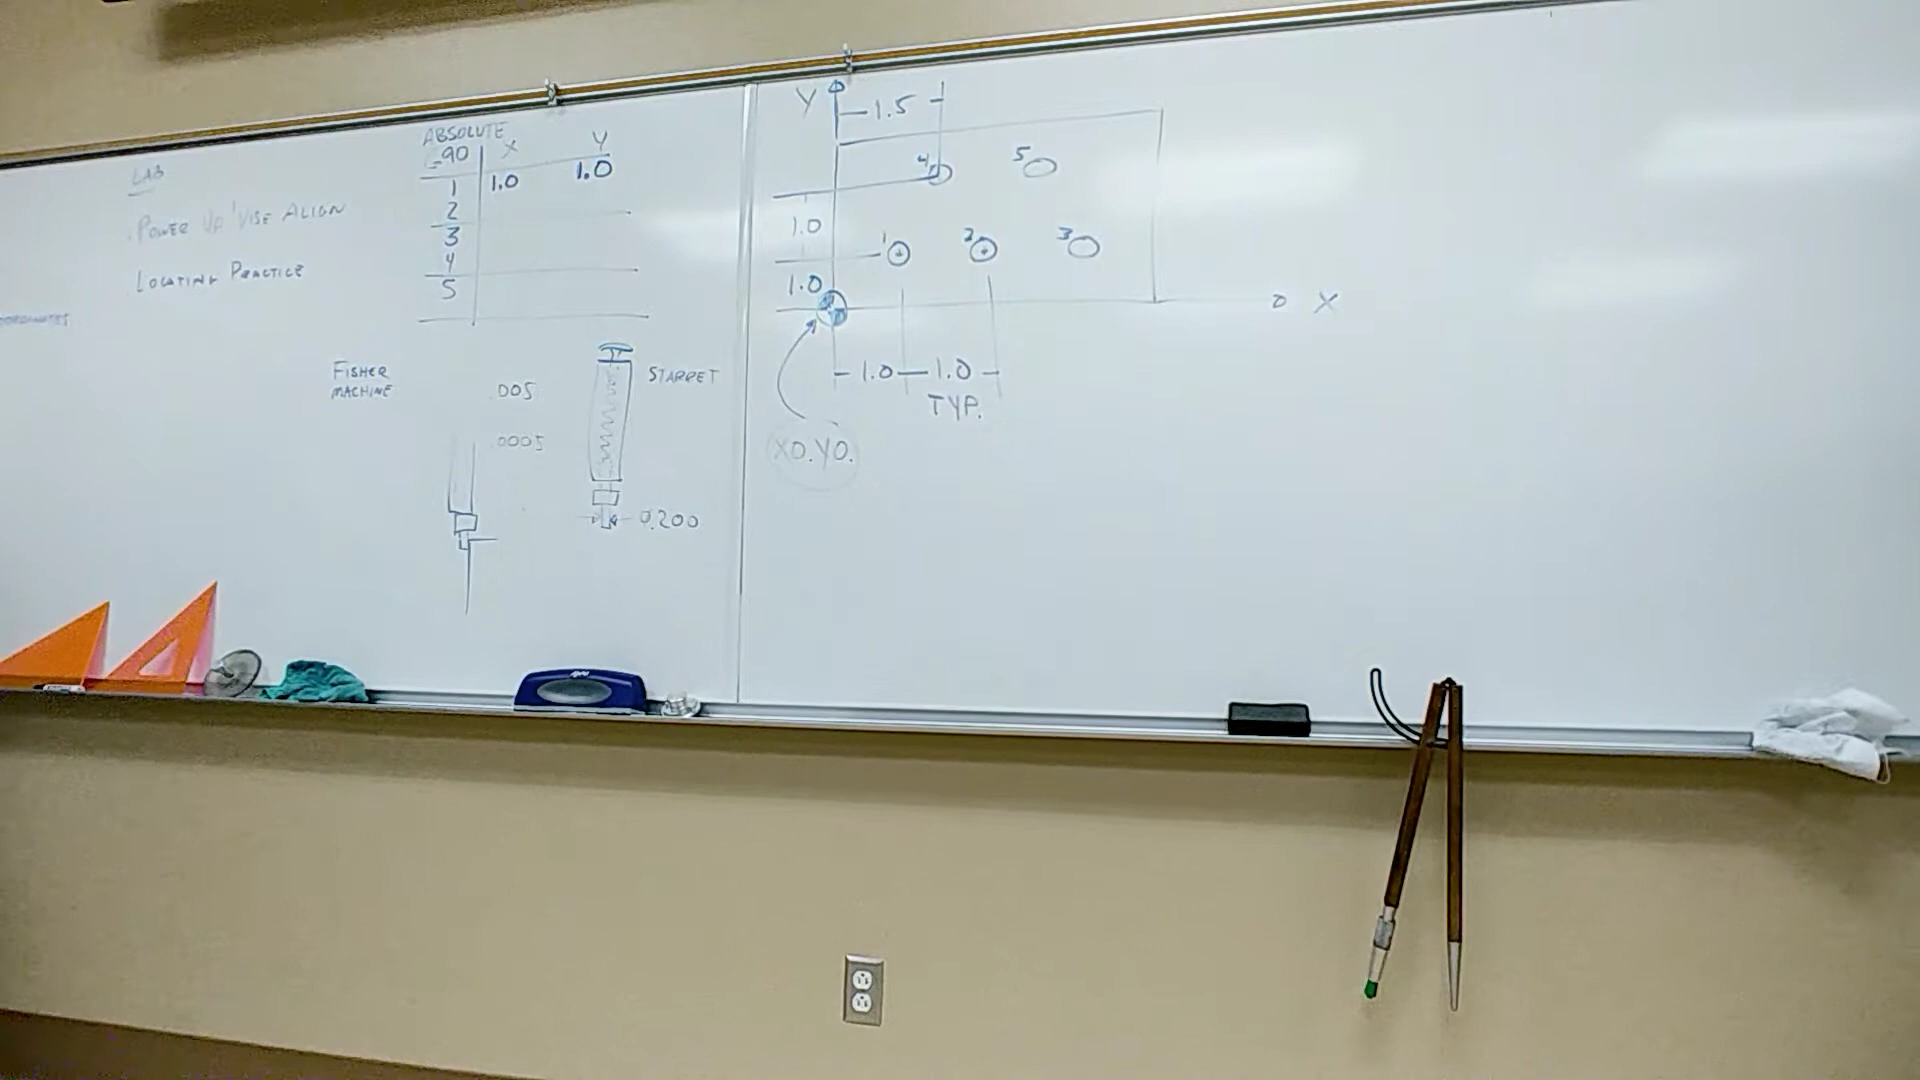 LAB
POWER UP VISE ALIGN
LOCATING PRACTICE
ABSOLUTE
G90 X Y
1 1.0 1.0
2
3
4
5
FISHER
MACHINE
.005
.0005
STARRET
0.200
Y
1.5
4 5
1.0
1 2 3
1.0
X
1.0 1.0
TYP.
X0.Y0.